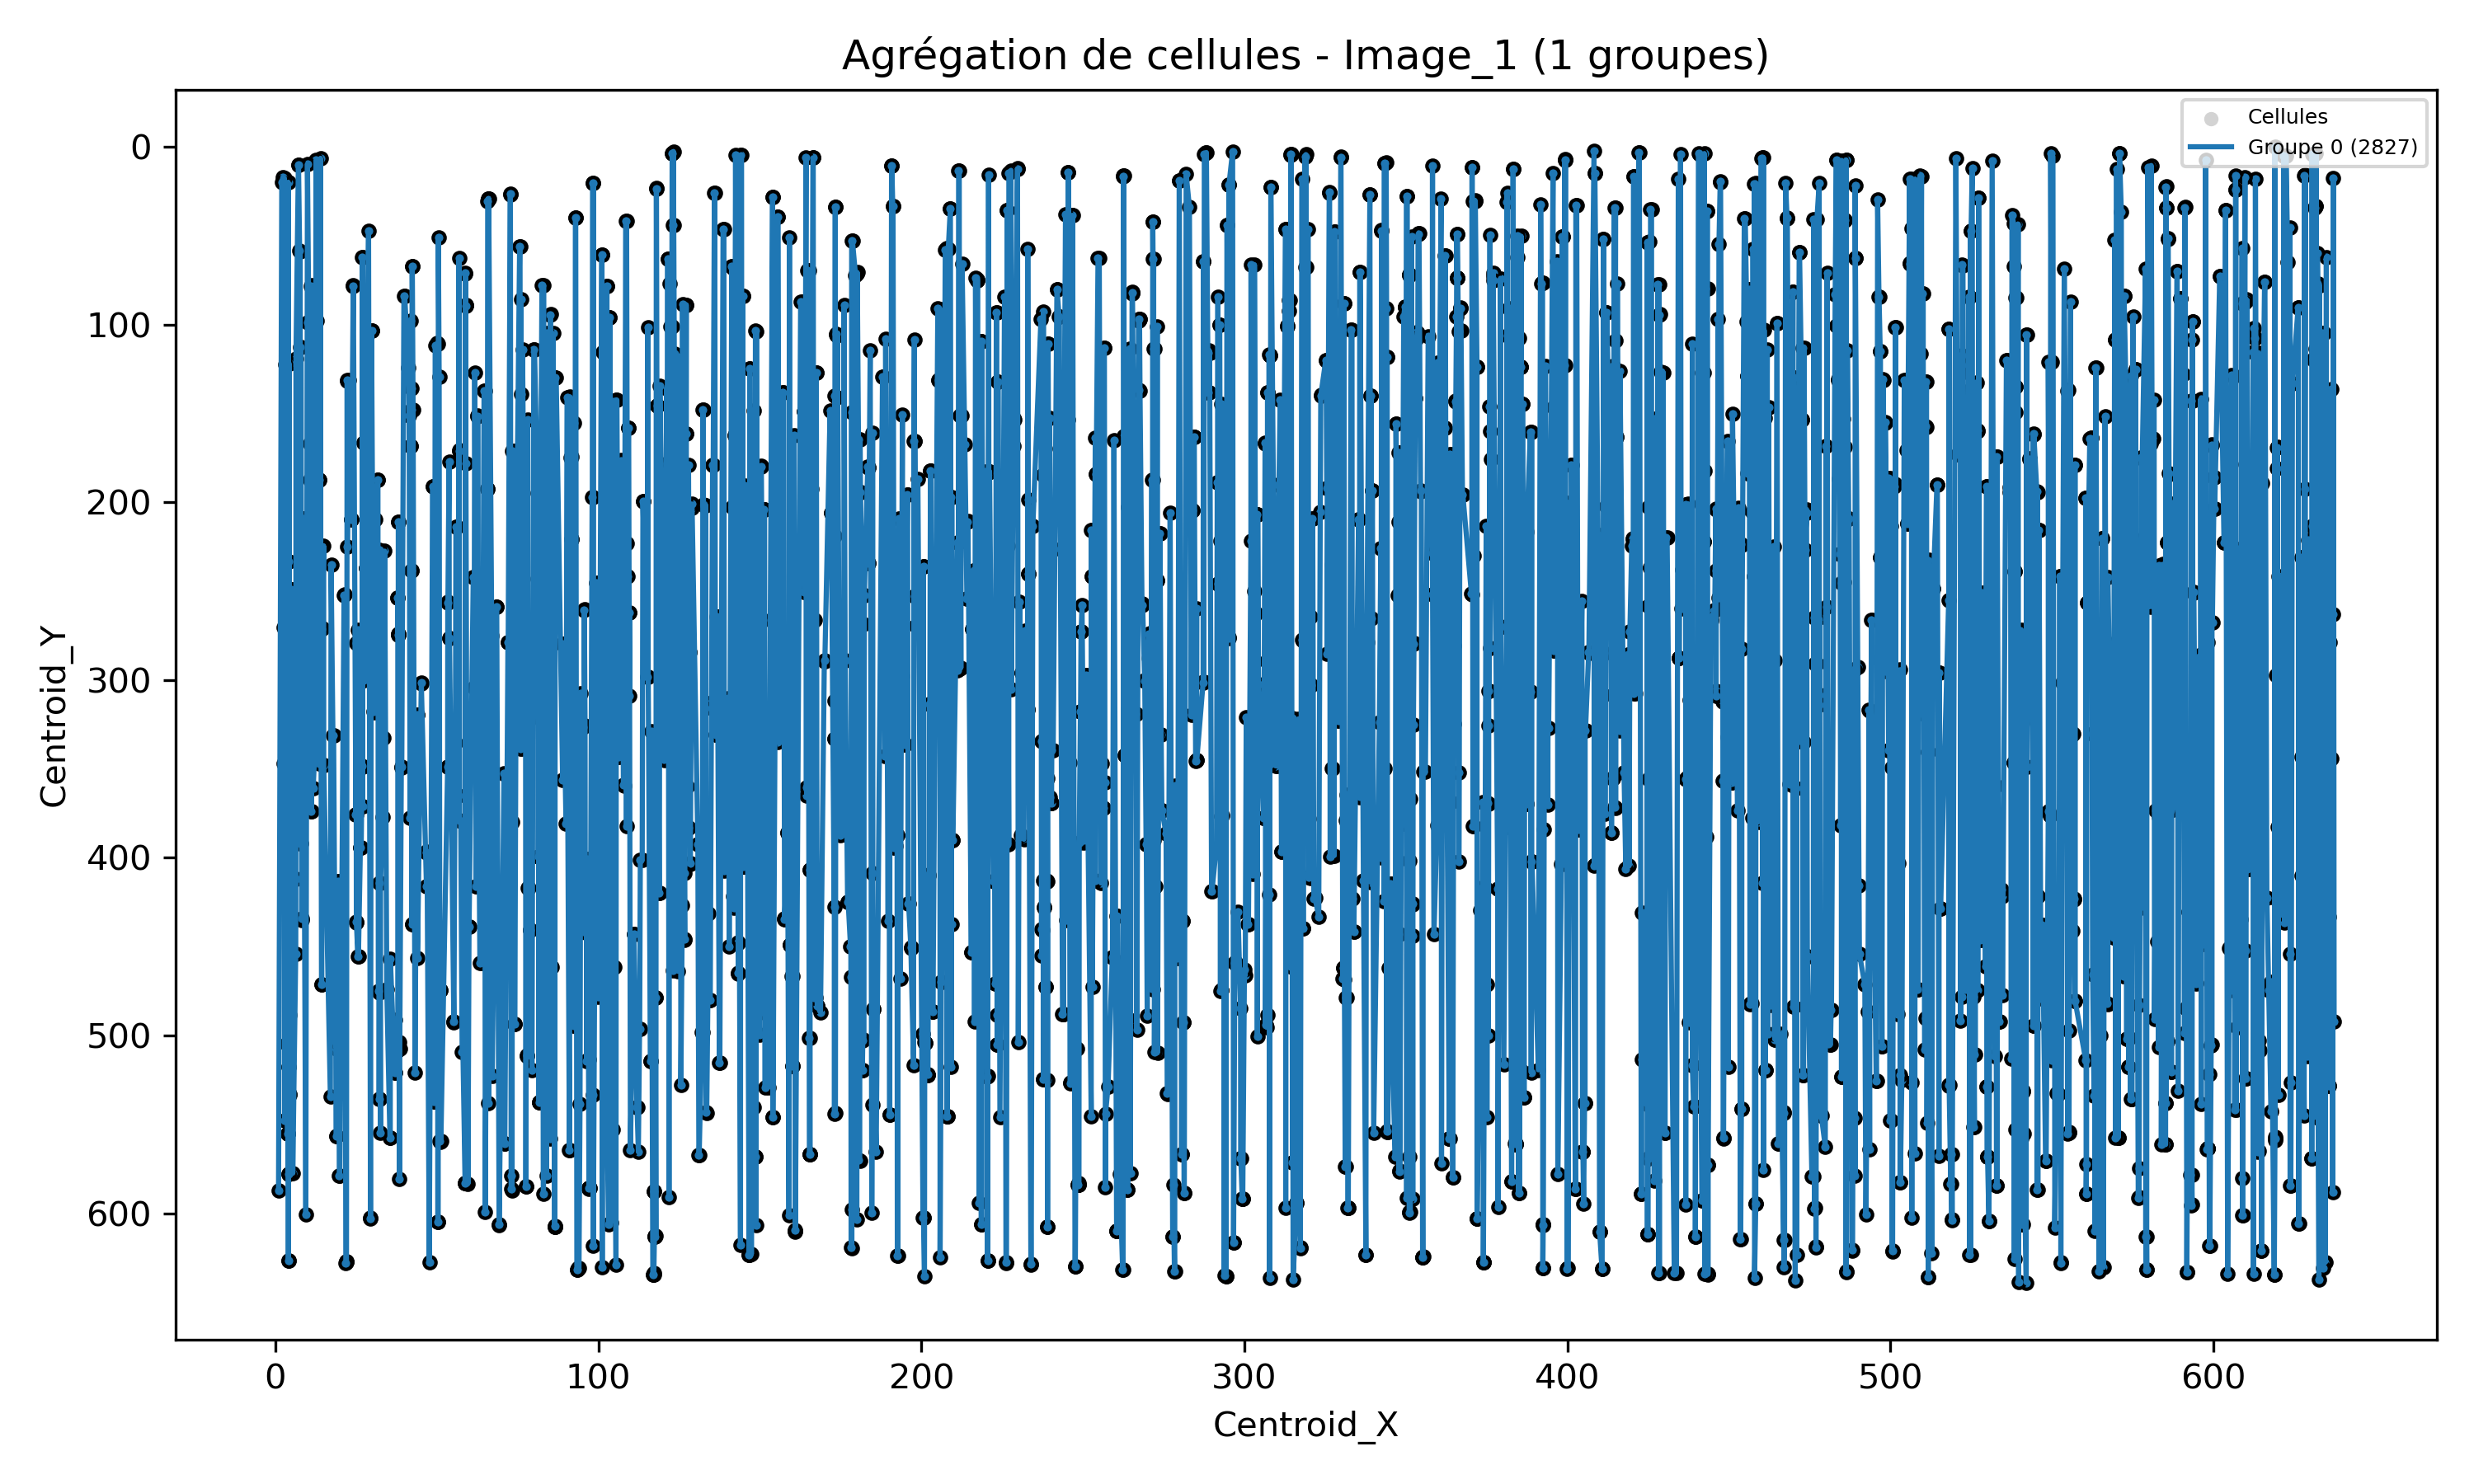 Agrégation de cellules - Image_1 (1 groupes)
Cellules
Groupe 0 (2827)
Centroid_Y
0
100
200
300
400
500
600
0 100 200 300 400 500 600
Centroid_X